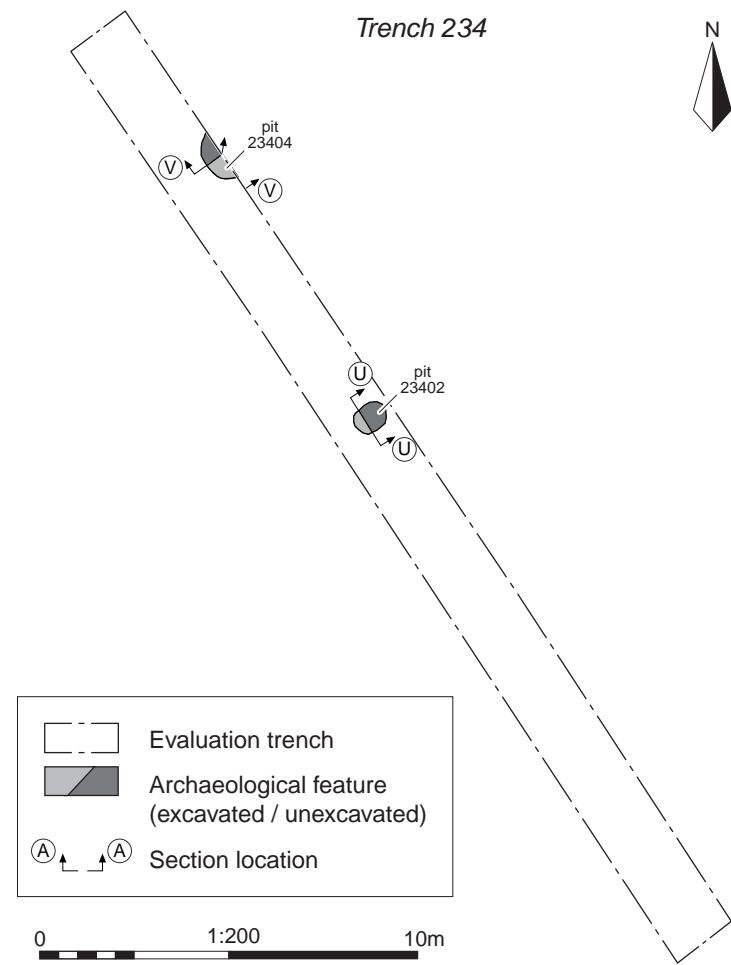 Trench 234
N
pit
23404
V
V
U
pit
23402
U
Evaluation trench
Archaeological feature
(excavated / unexcavated)
A A Section location
0 1:200 10m